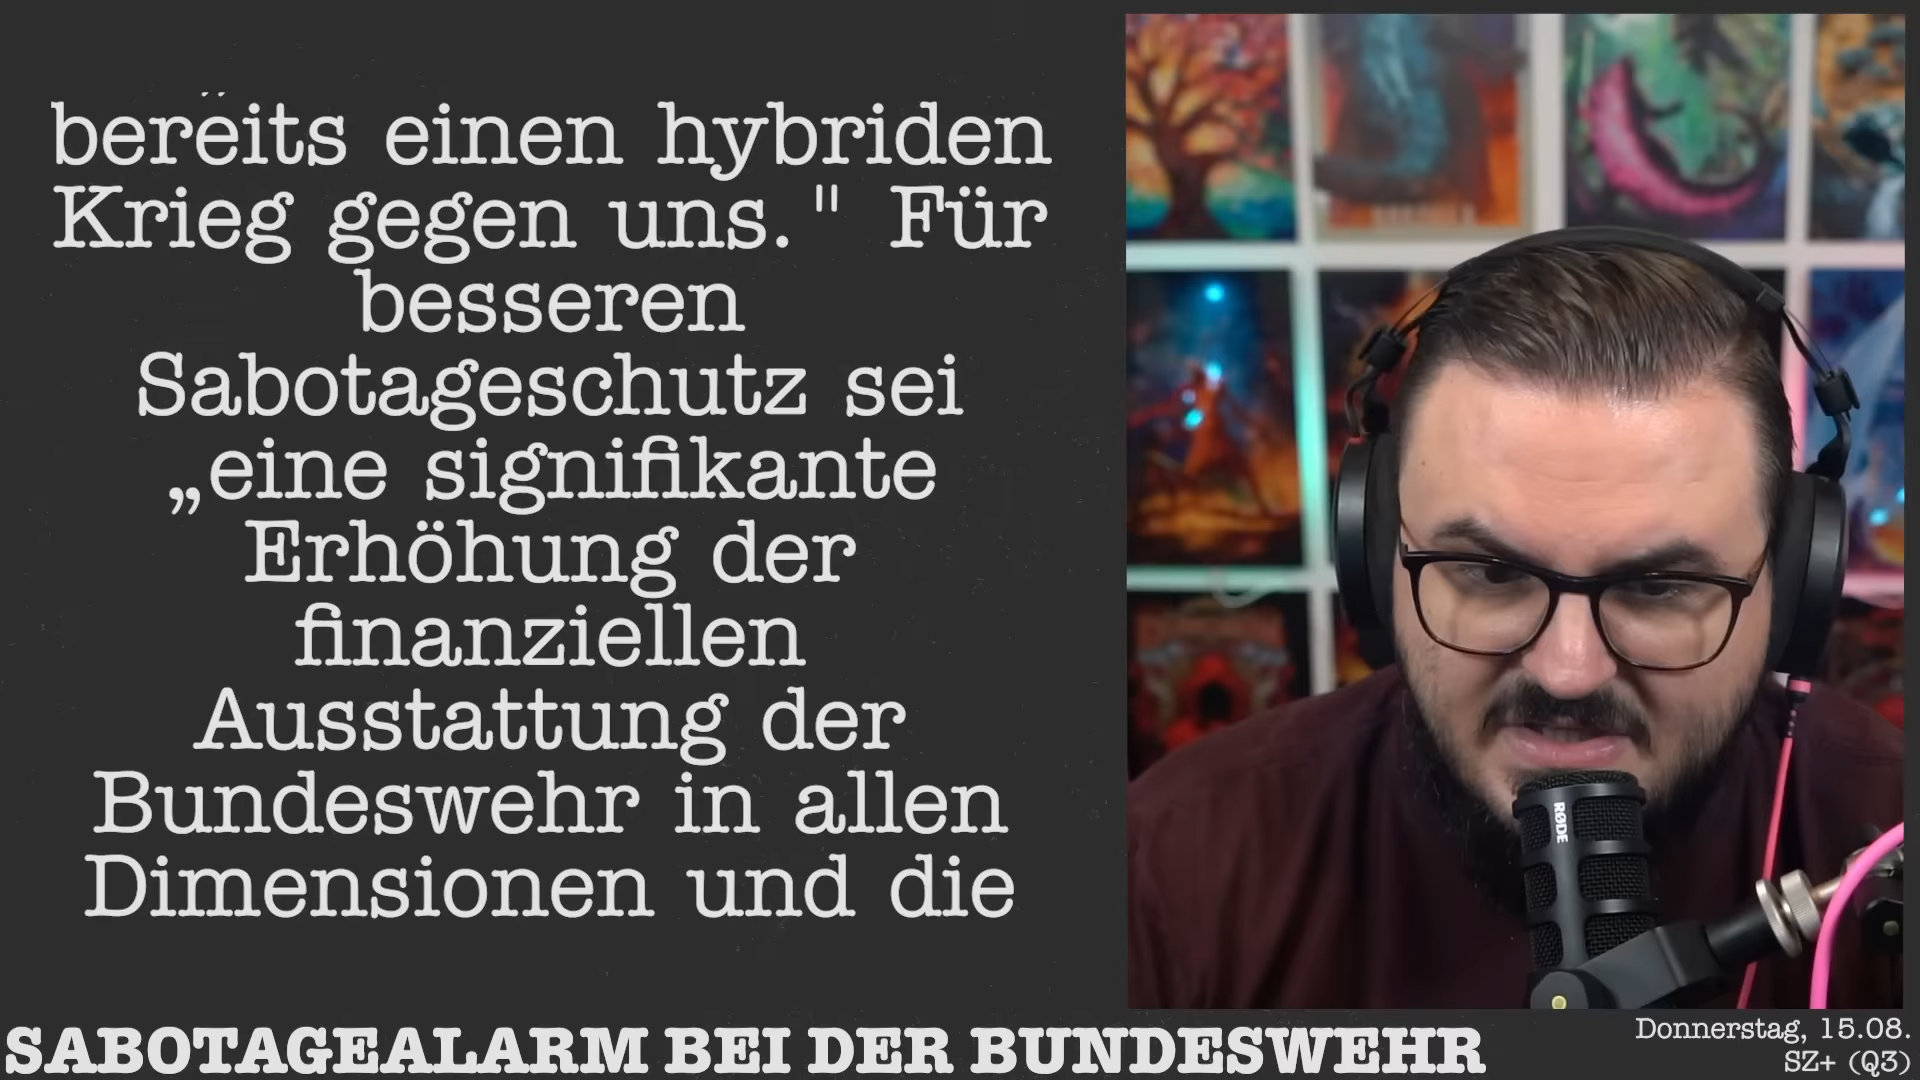 bereits einen hybriden
Krieg gegen uns." Für
besseren
Sabotageschutz sei
„eine signifikante
Erhöhung der
finanziellen
Ausstattung der
Bundeswehr in allen
Dimensionen und die
RØDE
SABOTAGEALARM BEI DER BUNDESWEHR
Donnerstag, 15.08.
SZ+ (Q3)